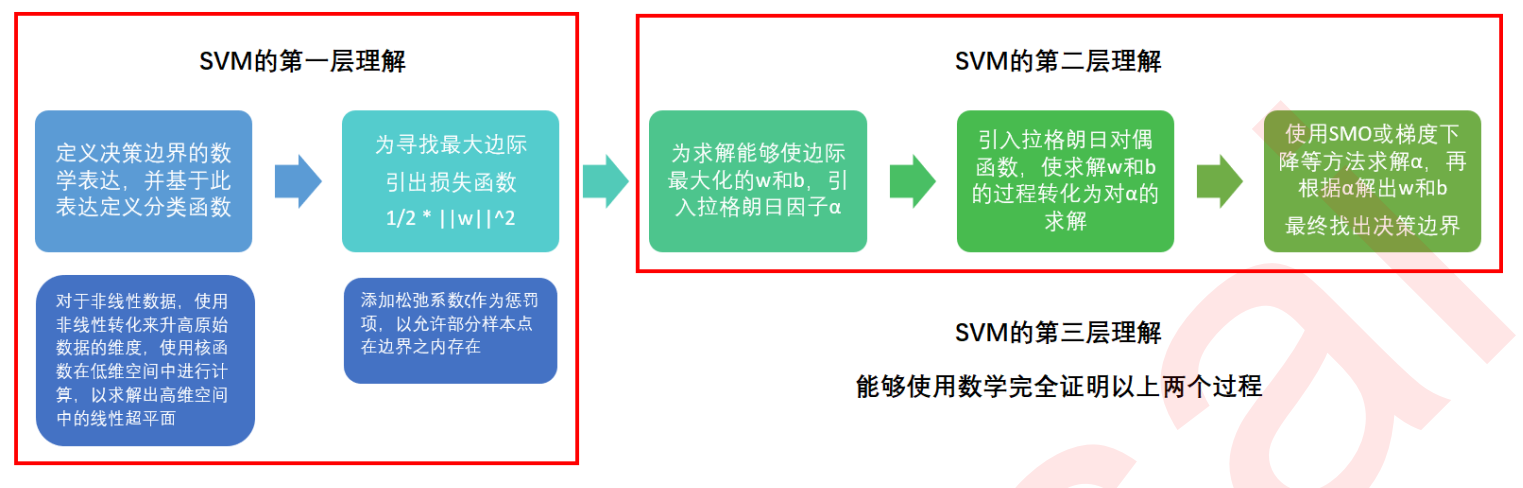 SVM的第一层理解
定义决策边界的数
学表达，并基于此
表达定义分类函数
为寻找最大边际
引出损失函数
1/2 * ||w||^2
对于非线性数据，使用
非线性转化来升高原始
数据的维度，使用核函
数在低维空间中进行计
算，以求解出高维空间
中的线性超平面
添加松弛系数ζ作为惩罚
项，以允许部分样本点
在边界之内存在
SVM的第二层理解
为求解能够使边际
最大化的w和b，引
入拉格朗日因子α
引入拉格朗日对偶
函数，使求解w和b
的过程转化为对α的
求解
使用SMO或梯度下
降等方法求解α，再
根据α解出w和b
最终找出决策边界
SVM的第三层理解
能够使用数学完全证明以上两个过程